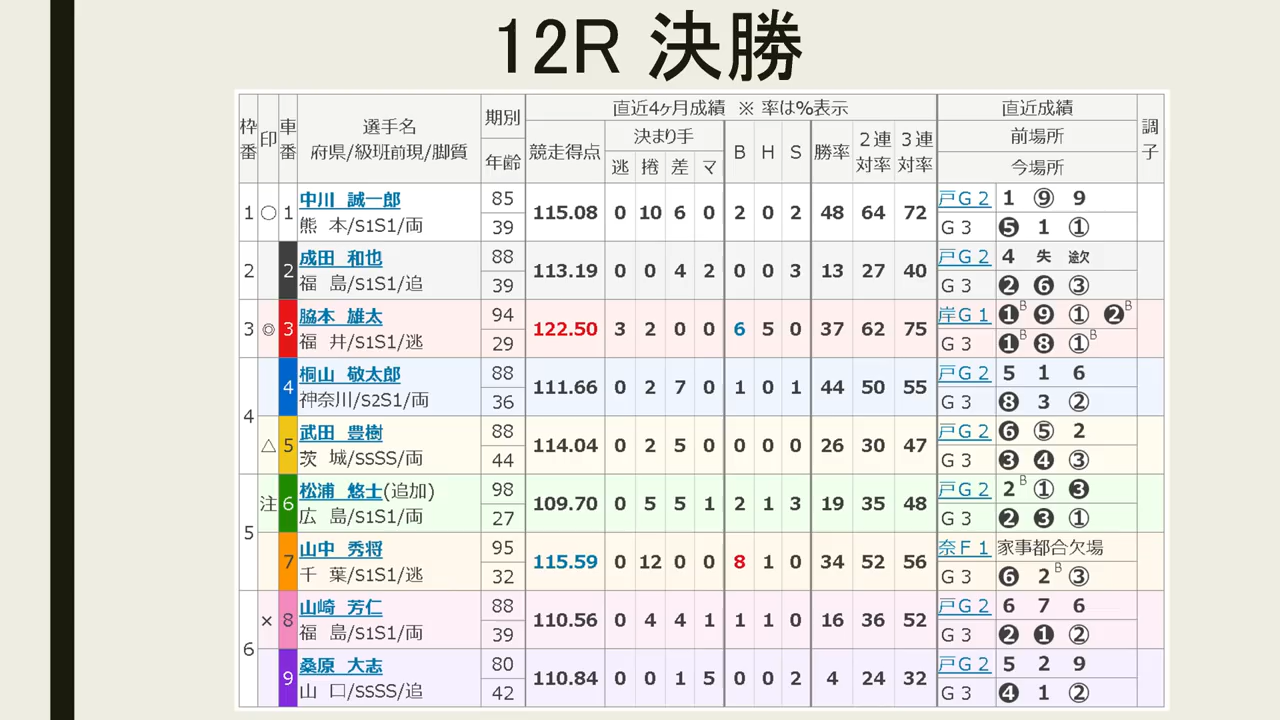 12R 決勝
枠番 印 車番 選手名 府県/級班前現/脚質 期別 年齢 直近4ヶ月成績 ※ 率は%表示 直近成績 調子
競走得点 決まり手 B H S 勝率 2連対率 3連対率 前場所
逃 捲 差 マ 今場所
1 ○ 1 中川 誠一郎 85 115.08 0 10 6 0 2 0 2 48 64 72 戸G2 1 ⑨ 9
熊 本/S1S1/両 39 G3 ❺ 1 ①
2 2 成田 和也 88 113.19 0 0 4 2 0 0 3 13 27 40 戸G2 4 失 途欠
福 島/S1S1/追 39 G3 ❷ ❻ ③
3 ◎ 3 脇本 雄太 94 122.50 3 2 0 0 6 5 0 37 62 75 岸G1 ❶B ❾ ① ❷B
福 井/S1S1/逃 29 G3 ❶B ❽ ①B
4 4 桐山 敬太郎 88 111.66 0 2 7 0 1 0 1 44 50 55 戸G2 5 1 6
神奈川/S2S1/両 36 G3 ❽ 3 ②
△ 5 武田 豊樹 88 114.04 0 2 5 0 0 0 0 26 30 47 戸G2 ❻ ⑤ 2
茨 城/SSSS/両 44 G3 ❸ ❹ ③
5 注 6 松浦 悠士(追加) 98 109.70 0 5 5 1 2 1 3 19 35 48 戸G2 2B ① ❸
広 島/S1S1/両 27 G3 ❷ ❸ ①
7 山中 秀将 95 115.59 0 12 0 0 8 1 0 34 52 56 奈F1 家事都合欠場
千 葉/S1S1/逃 32 G3 ❻ 2B ③
6 × 8 山崎 芳仁 88 110.56 0 4 4 1 1 1 0 16 36 52 戸G2 6 7 6
福 島/S1S1/両 39 G3 ❷ ❶ ②
9 桑原 大志 80 110.84 0 0 1 5 0 0 2 4 24 32 戸G2 5 2 9
山 口/SSSS/追 42 G3 ❹ 1 ②